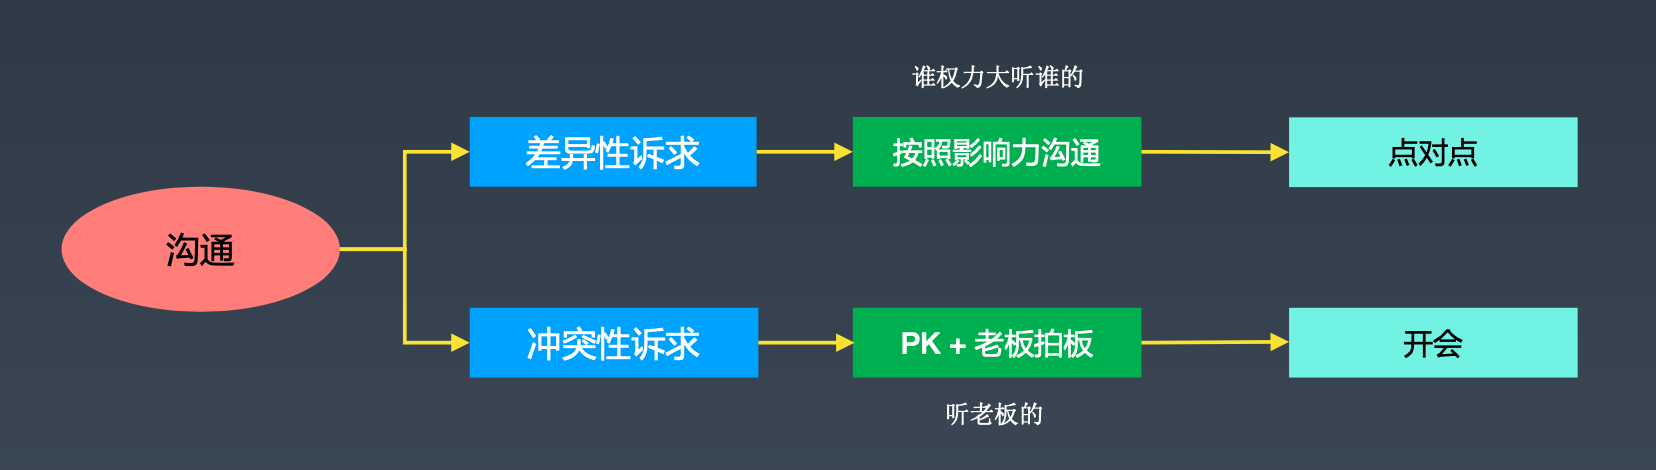 谁权力大听谁的
差异性诉求
按照影响力沟通
点对点
沟通
冲突性诉求
PK + 老板拍板
开会
听老板的